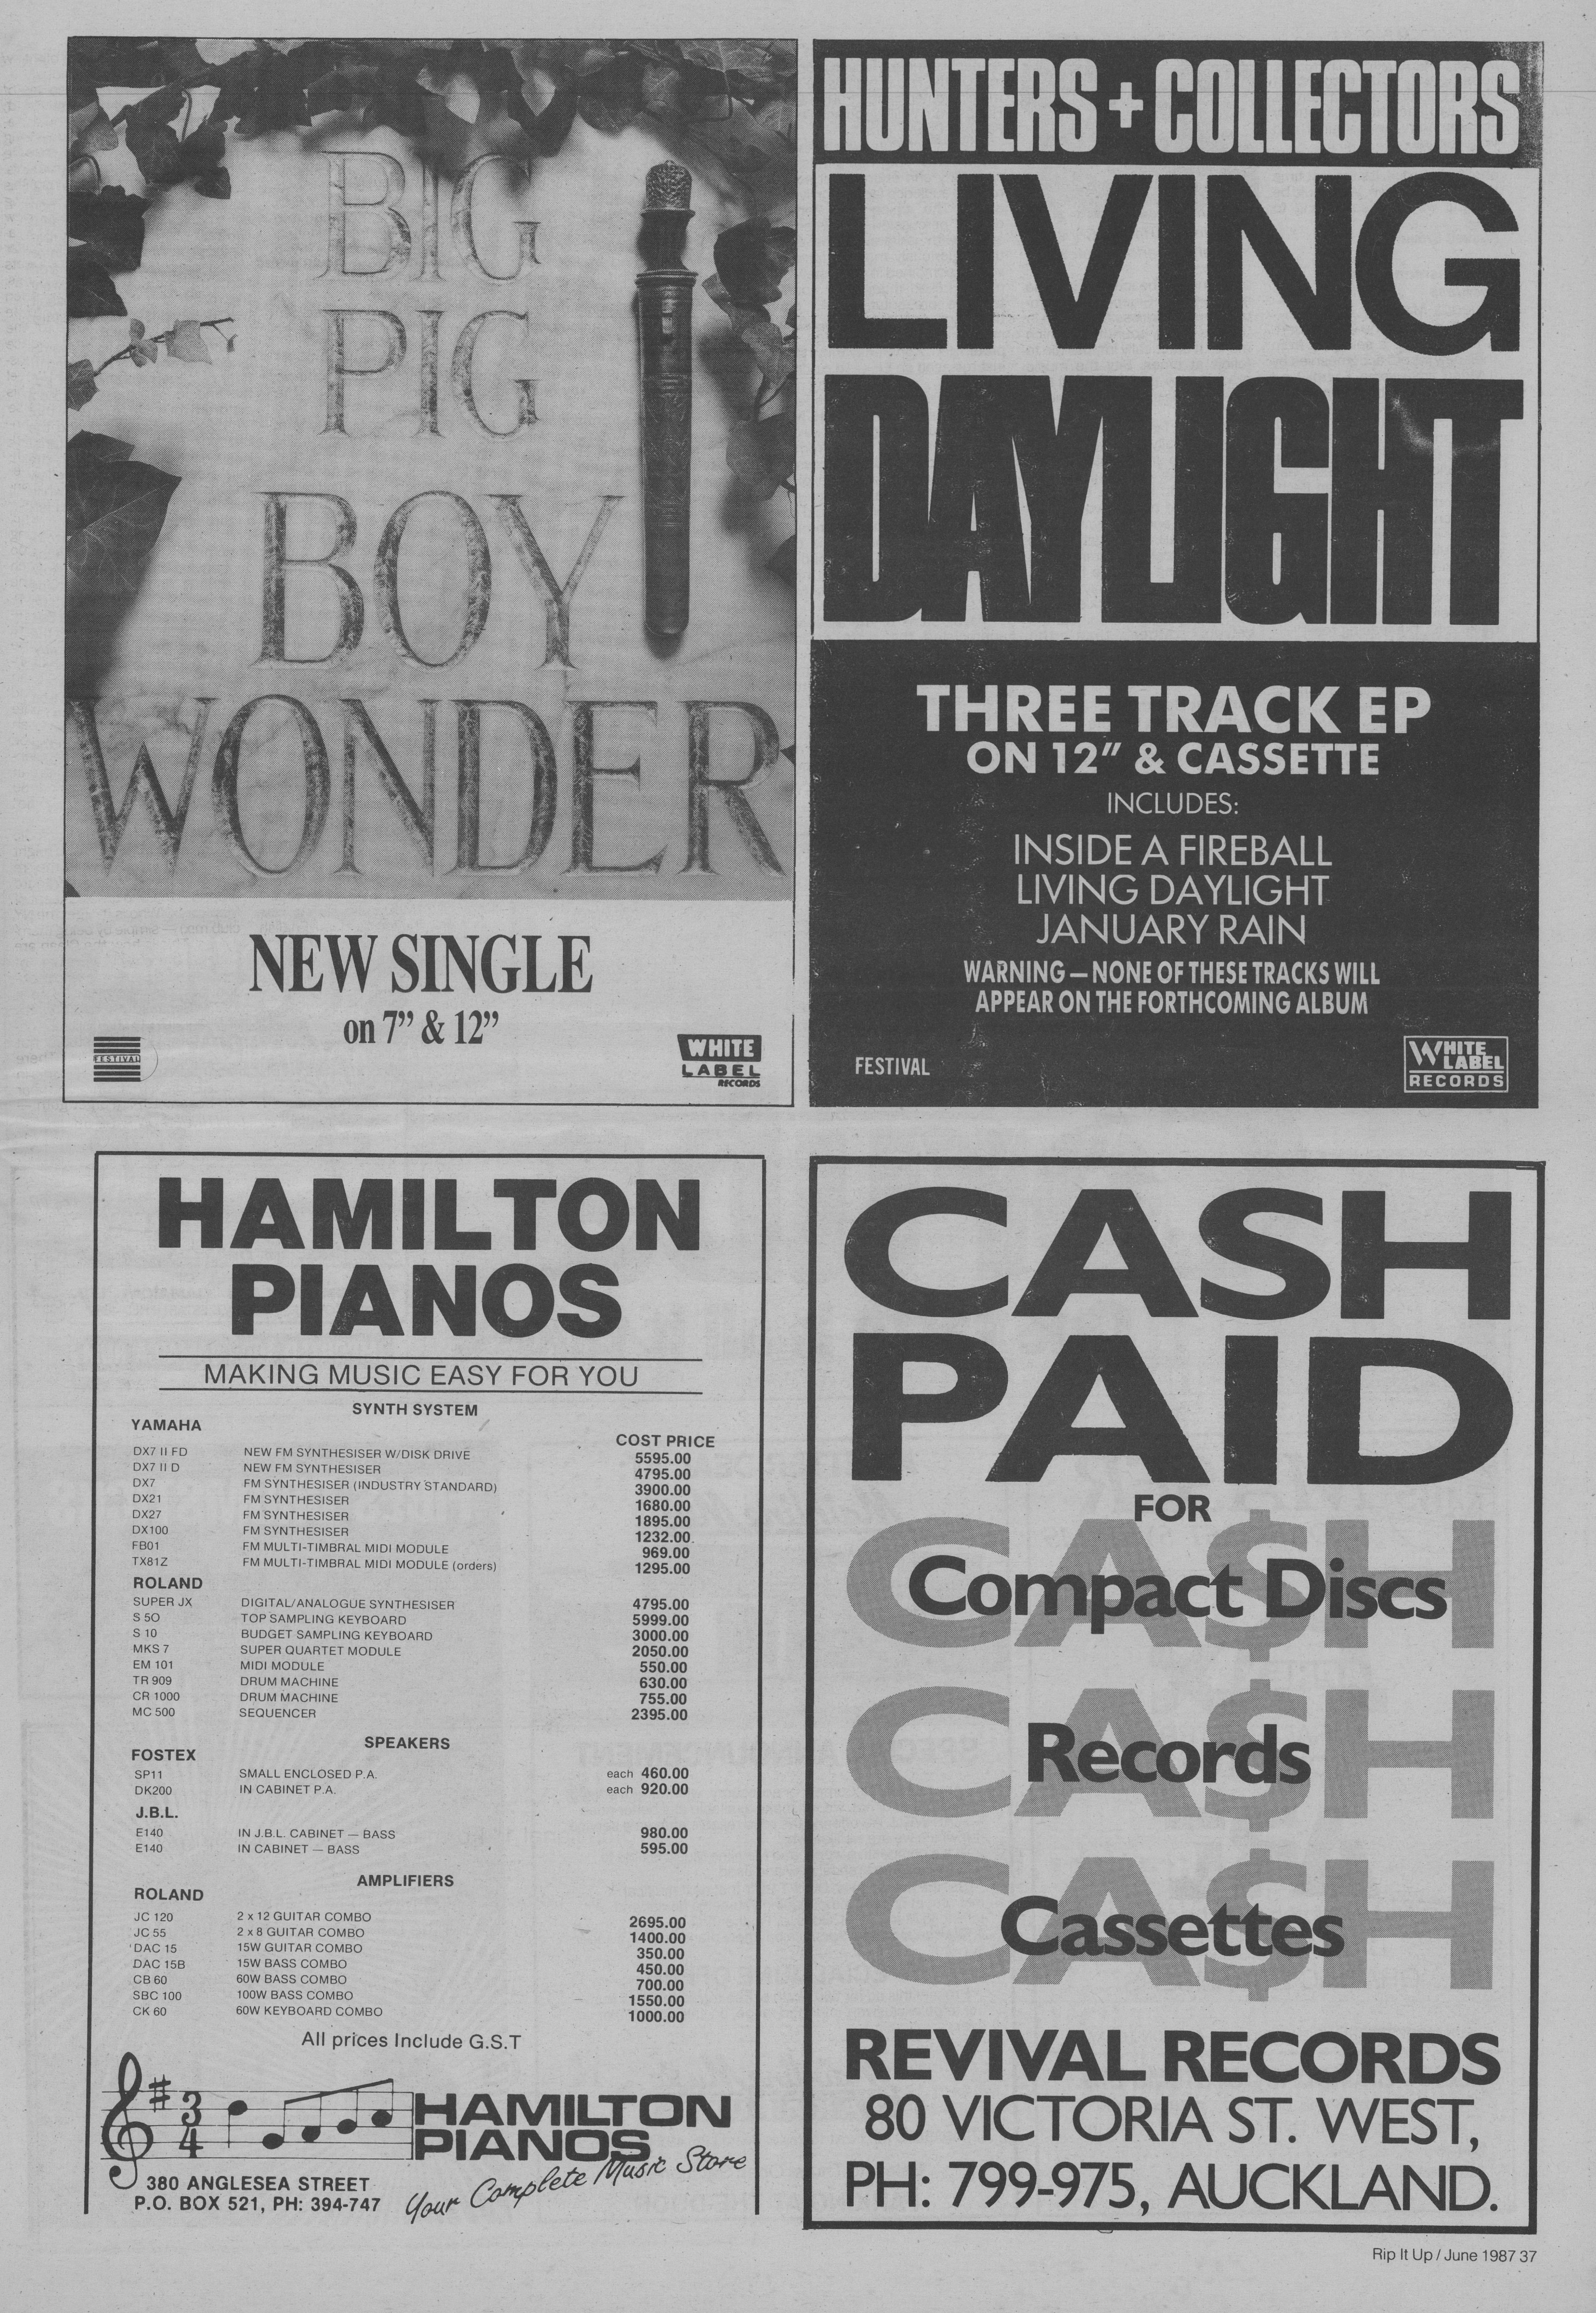 BIG
PIG
BOY
WONDER
NEW SINGLE
on 7” & 12”
FESTIVAL
WHITE
LABEL
RECORDS
HUNTERS + COLLECTORS
LIVING
DAYLIGHT
THREE TRACK EP
ON 12” & CASSETTE
INCLUDES:
INSIDE A FIREBALL
LIVING DAYLIGHT
JANUARY RAIN
WARNING — NONE OF THESE TRACKS WILL
APPEAR ON THE FORTHCOMING ALBUM
FESTIVAL
WHITE
LABEL
RECORDS
HAMILTON
PIANOS
MAKING MUSIC EASY FOR YOU
SYNTH SYSTEM
YAMAHA
COST PRICE
DX7 II FD NEW FM SYNTHESISER W/DISK DRIVE 5595.00
DX7 II D NEW FM SYNTHESISER 4795.00
DX7 FM SYNTHESISER (INDUSTRY STANDARD) 3900.00
DX21 FM SYNTHESISER 1680.00
DX27 FM SYNTHESISER 1895.00
DX100 FM SYNTHESISER 1232.00
FB01 FM MULTI-TIMBRAL MIDI MODULE 969.00
TX81Z FM MULTI-TIMBRAL MIDI MODULE (orders) 1295.00
ROLAND
SUPER JX DIGITAL/ANALOGUE SYNTHESISER 4795.00
S 50 TOP SAMPLING KEYBOARD 5999.00
S 10 BUDGET SAMPLING KEYBOARD 3000.00
MKS 7 SUPER QUARTET MODULE 2050.00
EM 101 MIDI MODULE 550.00
TR 909 DRUM MACHINE 630.00
CR 1000 DRUM MACHINE 755.00
MC 500 SEQUENCER 2395.00
SPEAKERS
FOSTEX
SP11 SMALL ENCLOSED P.A. each 460.00
DK200 IN CABINET P.A. each 920.00
J.B.L.
E140 IN J.B.L. CABINET — BASS 980.00
E140 IN CABINET — BASS 595.00
AMPLIFIERS
ROLAND
JC 120 2 x 12 GUITAR COMBO 2695.00
JC 55 2 x 8 GUITAR COMBO 1400.00
DAC 15 15W GUITAR COMBO 350.00
DAC 15B 15W BASS COMBO 450.00
CB 60 60W BASS COMBO 700.00
SBC 100 100W BASS COMBO 1550.00
CK 60 60W KEYBOARD COMBO 1000.00
All prices Include G.S.T
3
4
HAMILTON
PIANOS
Your Complete Music Store
380 ANGLESEA STREET
P.O. BOX 521, PH: 394-747
CASH
PAID
FOR
CA$H
Compact Discs
CA$H
Records
CA$H
Cassettes
REVIVAL RECORDS
80 VICTORIA ST. WEST,
PH: 799-975, AUCKLAND.
Rip It Up / June 1987 37